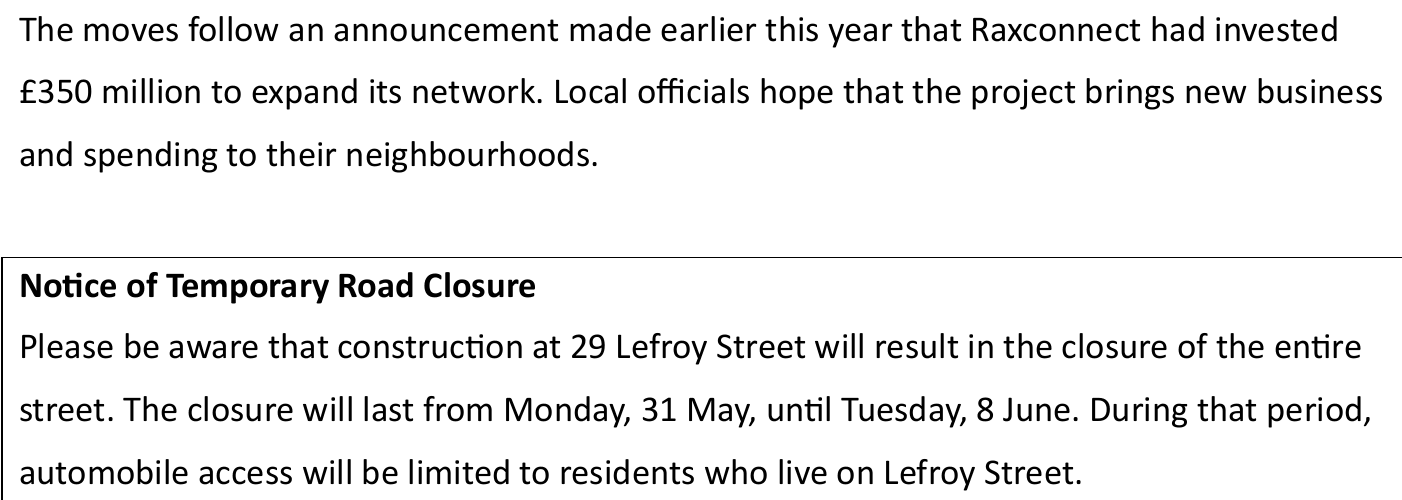 The moves follow an announcement made earlier this year that Raxconnect had invested
£350 million to expand its network. Local officials hope that the project brings new business
and spending to their neighbourhoods.
Notice of Temporary Road Closure
Please be aware that construction at 29 Lefroy Street will result in the closure of the entire
street. The closure will last from Monday, 31 May, until Tuesday, 8 June. During that period,
automobile access will be limited to residents who live on Lefroy Street.